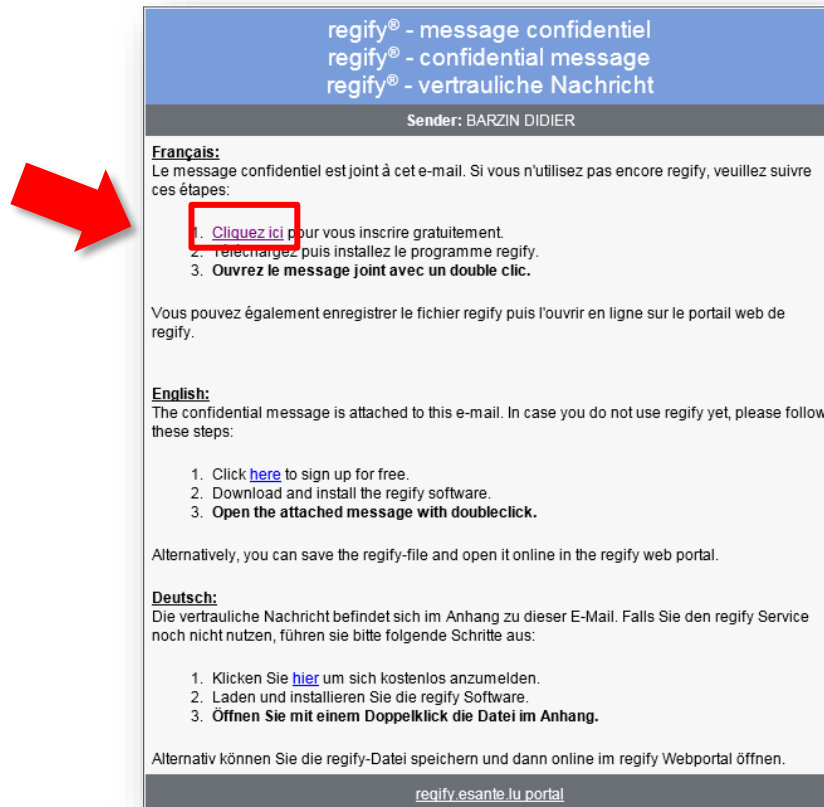 regify® - message confidentiel
regify® - confidential message
regify® - vertrauliche Nachricht
Sender: BARZIN DIDIER
Français:
Le message confidentiel est joint à cet e-mail. Si vous n'utilisez pas encore regify, veuillez suivre
ces étapes:
1. Cliquez ici pour vous inscrire gratuitement.
2. Téléchargez puis installez le programme regify.
3. Ouvrez le message joint avec un double clic.
Vous pouvez également enregistrer le fichier regify puis l'ouvrir en ligne sur le portail web de
regify.
English:
The confidential message is attached to this e-mail. In case you do not use regify yet, please follow
these steps:
1. Click here to sign up for free.
2. Download and install the regify software.
3. Open the attached message with doubleclick.
Alternatively, you can save the regify-file and open it online in the regify web portal.
Deutsch:
Die vertrauliche Nachricht befindet sich im Anhang zu dieser E-Mail. Falls Sie den regify Service
noch nicht nutzen, führen sie bitte folgende Schritte aus:
1. Klicken Sie hier um sich kostenlos anzumelden.
2. Laden und installieren Sie die regify Software.
3. Öffnen Sie mit einem Doppelklick die Datei im Anhang.
Alternativ können Sie die regify-Datei speichern und dann online im regify Webportal öffnen.
regify.esante.lu portal